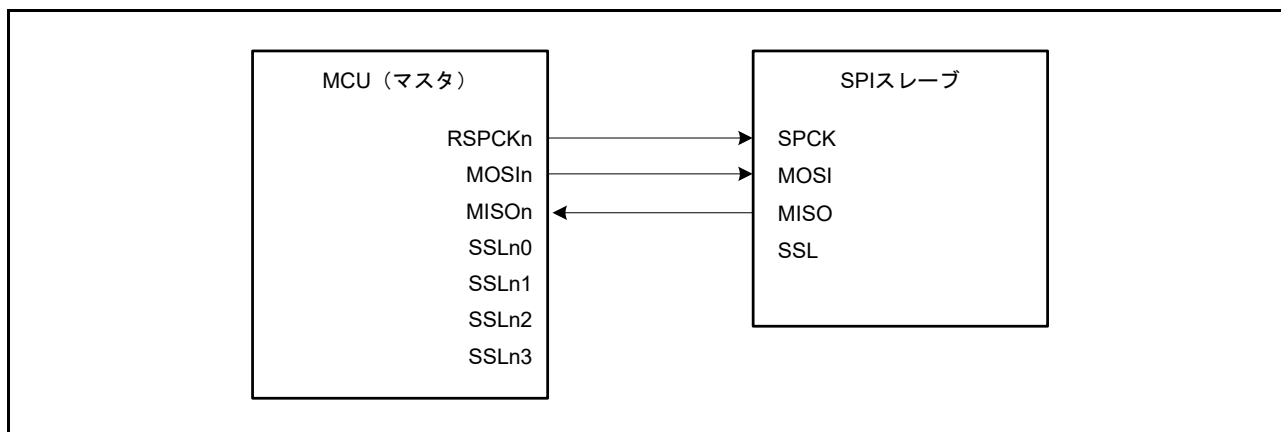 MCU（マスタ）
RSPCKn
MOSIn
MISOn
SSLn0
SSLn1
SSLn2
SSLn3
SPIスレーブ
SPCK
MOSI
MISO
SSL